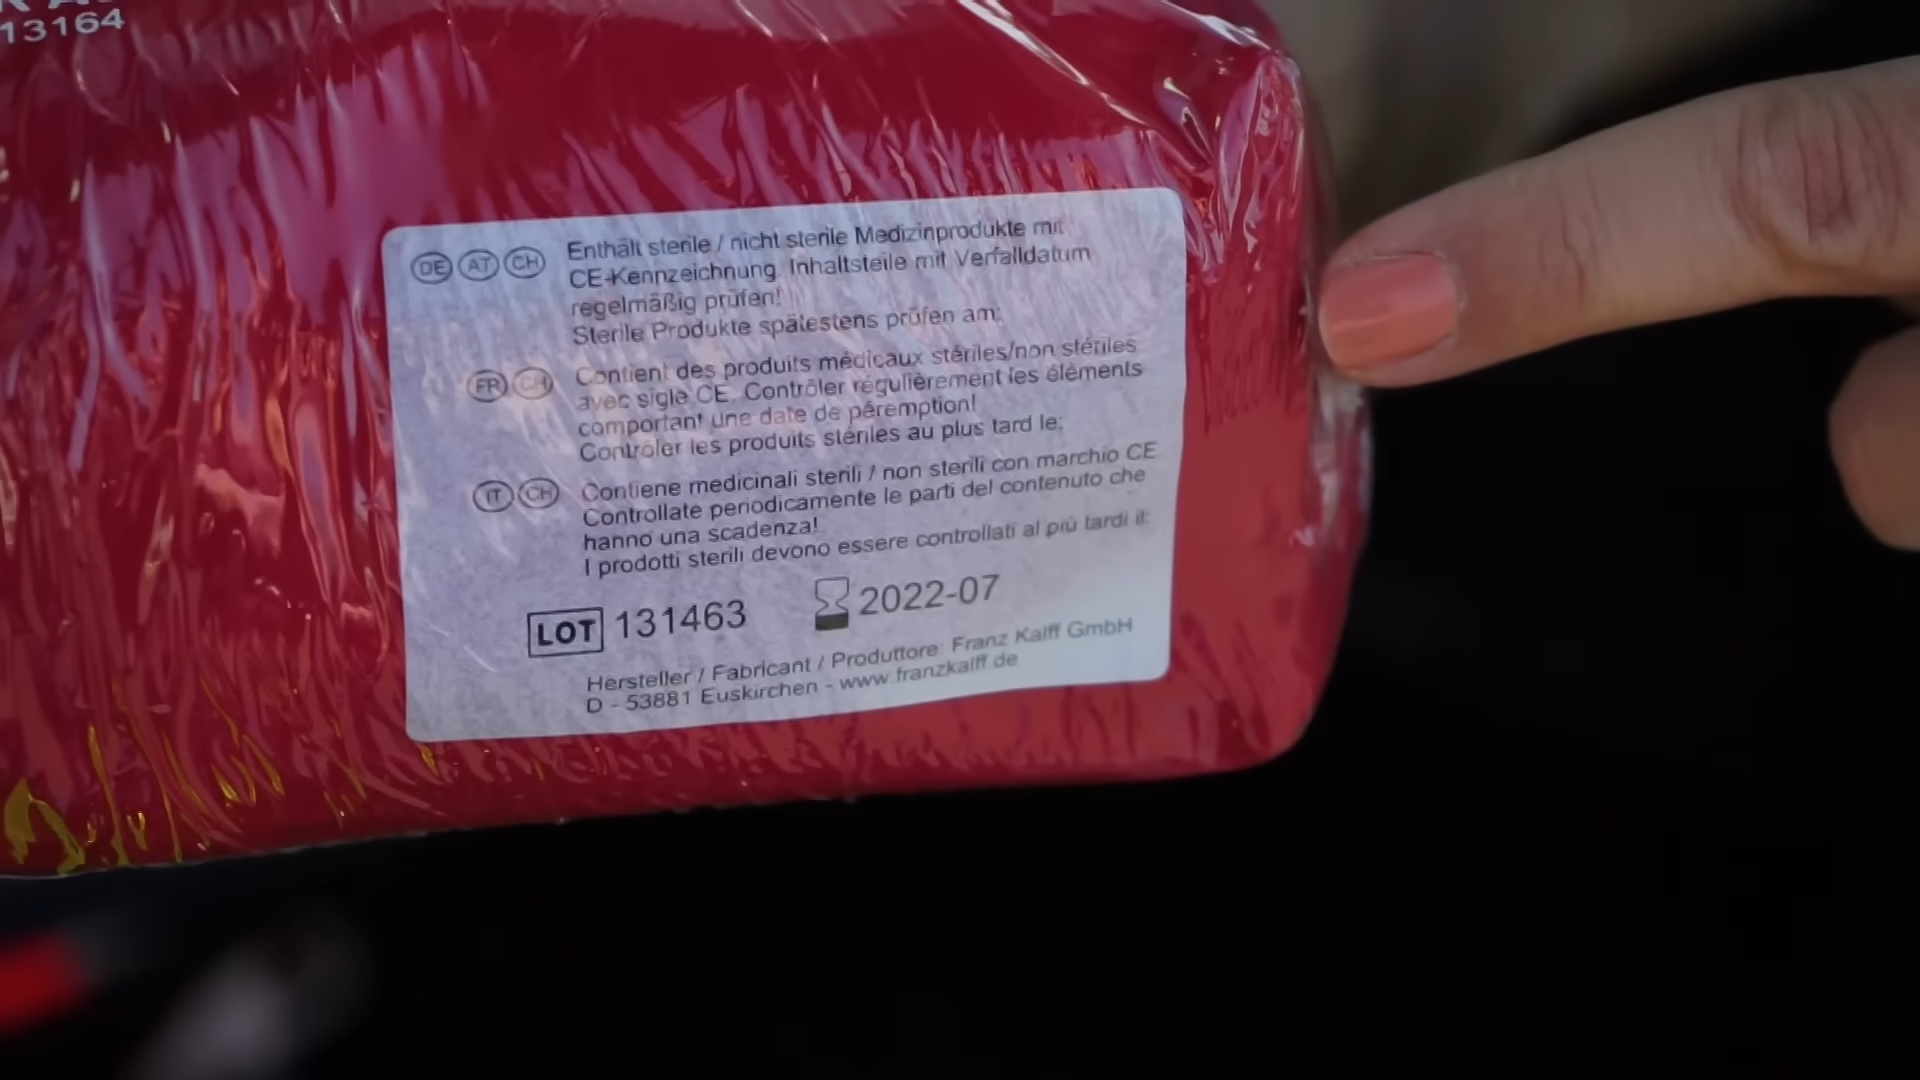 13164
DE AT CH Enthält sterile / nicht sterile Medizinprodukte mit
CE-Kennzeichnung. Inhaltsteile mit Verfalldatum
regelmäßig prüfen!
Sterile Produkte spätestens prüfen am:
FR CH Contient des produits médicaux stériles/non stériles
avec sigle CE. Contrôler régulièrement les éléments
comportant une date de péremption!
Contrôler les produits stériles au plus tard le:
IT CH Contiene medicinali sterili / non sterili con marchio CE
Controllate periodicamente le parti del contenuto che
hanno una scadenza!
I prodotti sterili devono essere controllati al più tardi il:
LOT 131463 2022-07
Hersteller / Fabricant / Produttore: Franz Kalff GmbH
D - 53881 Euskirchen - www.franzkalff.de